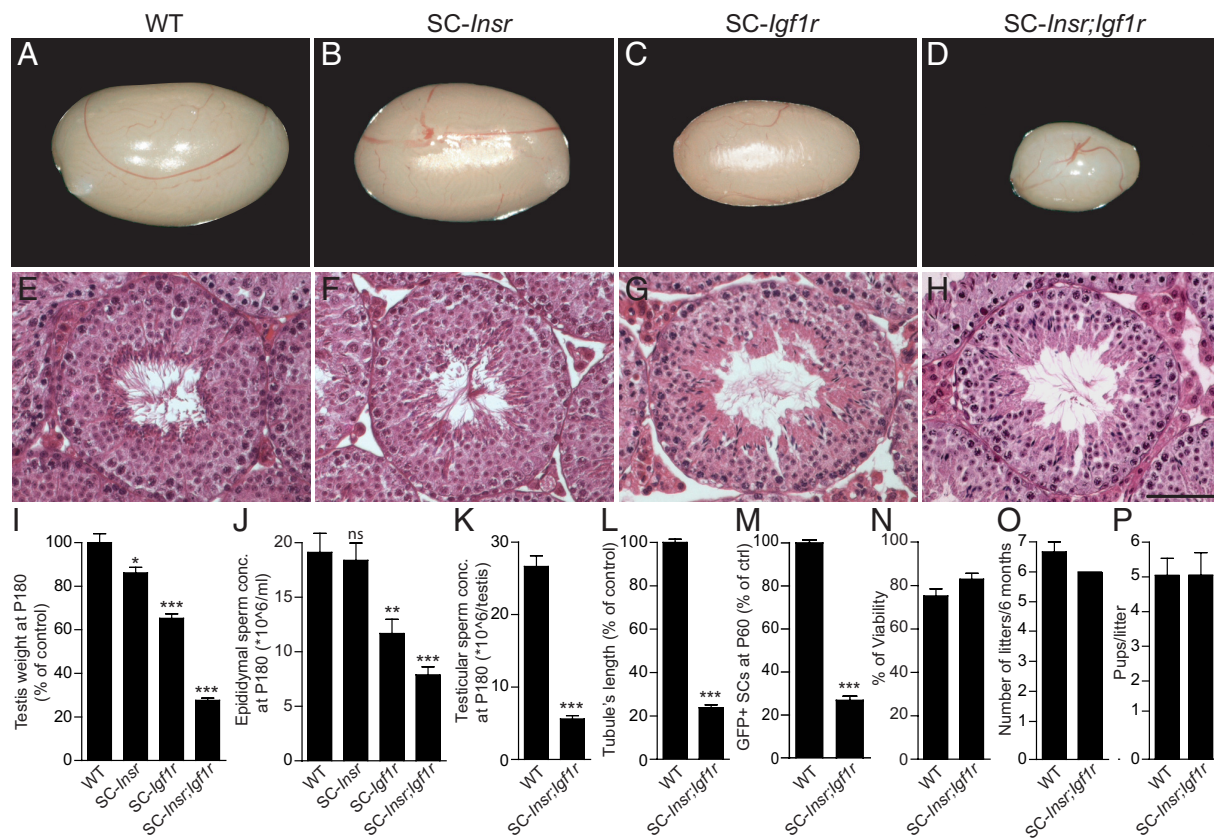 WT SC-Insr SC-Igf1r SC-Insr;Igf1r
A B C D
E F G H
I J K L M N O P
Testis weight at P180
(% of control)
100
80
60
40
20
0
*
***
***
WT
SC-Insr
SC-Igf1r
SC-Insr;Igf1r
Epididymal sperm conc.
at P180 (*10^6/ml)
20
15
10
5
0
ns
**
***
WT
SC-Insr
SC-Igf1r
SC-Insr;Igf1r
Testicular sperm conc.
at P180 (*10^6/testis)
30
20
10
0
***
WT
SC-Insr;Igf1r
Tubule's length (% of control)
100
80
60
40
20
0
***
WT
SC-Insr;Igf1r
GFP+ SCs at P60 (% of ctrl)
100
80
60
40
20
0
***
WT
SC-Insr;Igf1r
% of Viability
100
80
60
40
20
0
WT
SC-Insr;Igf1r
Number of litters/6 months
7
6
5
4
3
2
1
0
WT
SC-Insr;Igf1r
Pups/litter
6
5
4
3
2
1
0
WT
SC-Insr;Igf1r